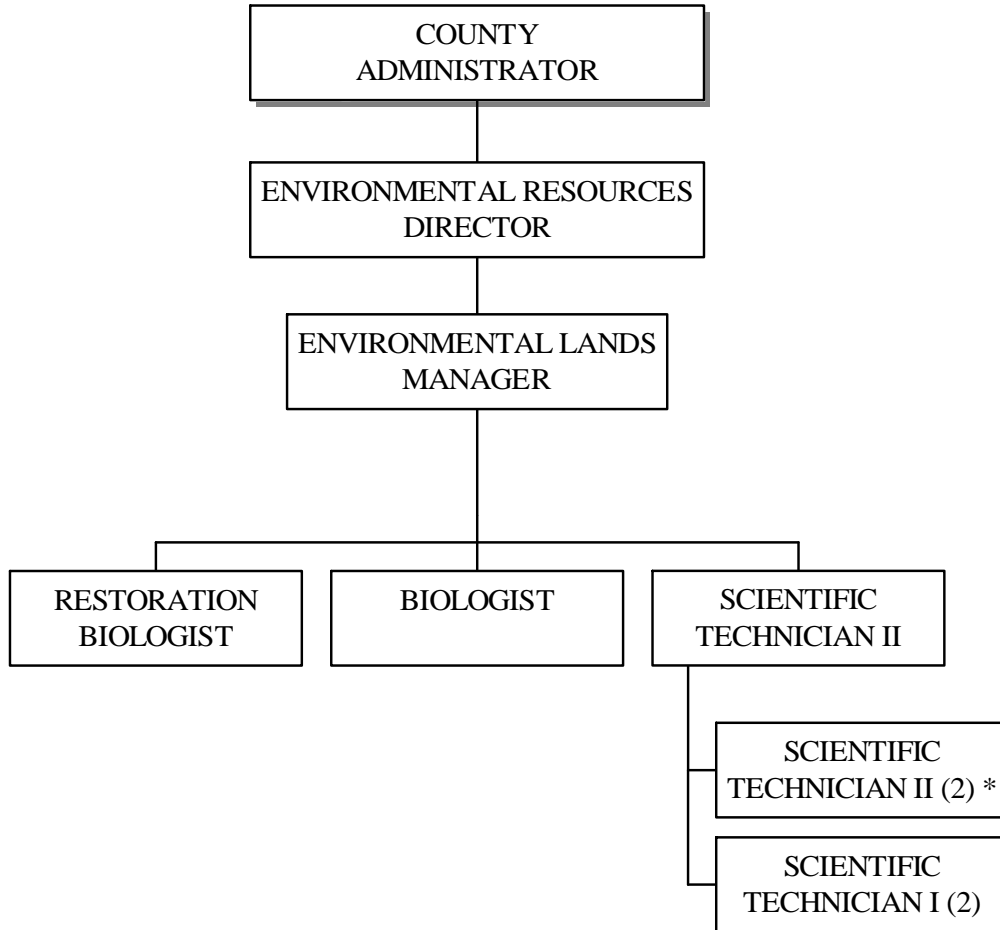 COUNTY
ADMINISTRATOR
ENVIRONMENTAL RESOURCES
DIRECTOR
ENVIRONMENTAL LANDS
MANAGER
RESTORATION
BIOLOGIST
BIOLOGIST
SCIENTIFIC
TECHNICIAN II
SCIENTIFIC
TECHNICIAN II (2) *
SCIENTIFIC
TECHNICIAN I (2)